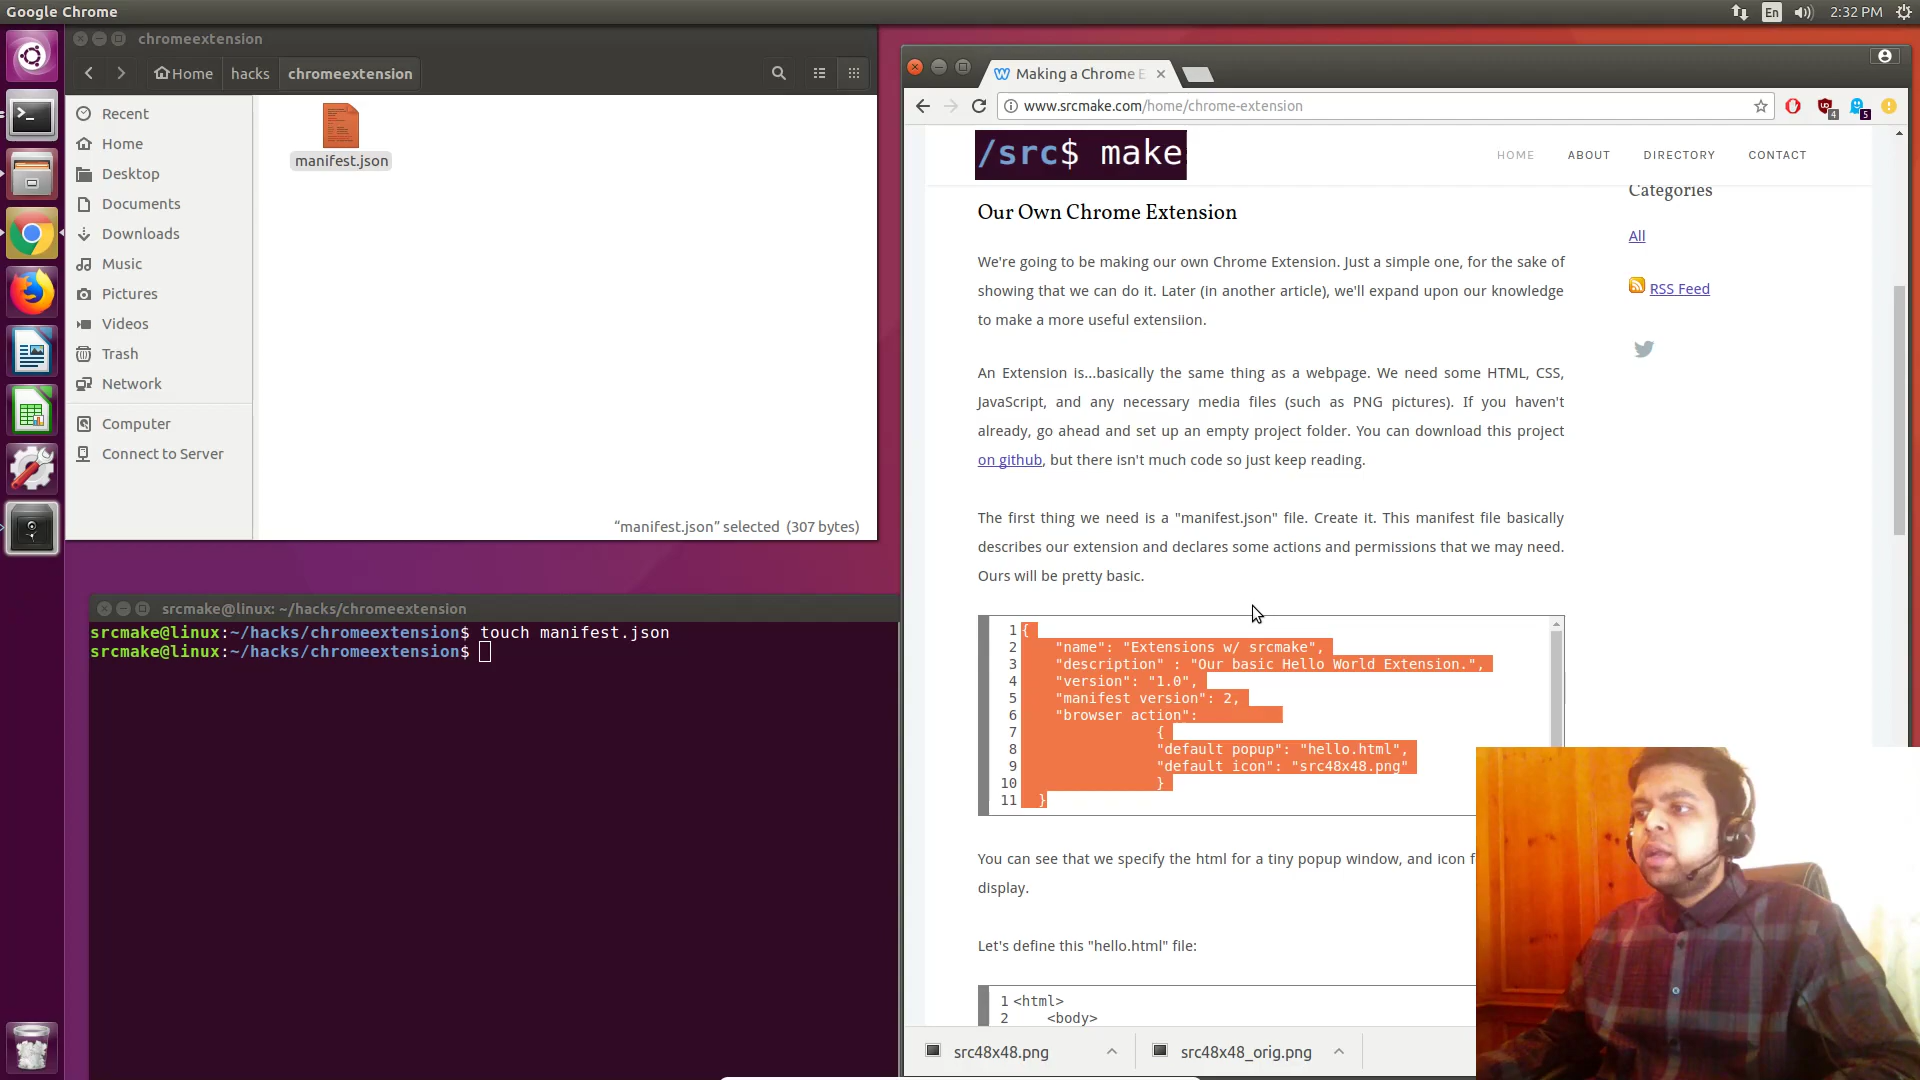 Google Chrome
En
2:32 PM
chromeextension
Home
hacks
chromeextension
Recent
Home
Desktop
Documents
Downloads
Music
Pictures
Videos
Trash
Network
Computer
Connect to Server
manifest.json
“manifest.json” selected (307 bytes)
srcmake@linux: ~/hacks/chromeextension
srcmake@linux:~/hacks/chromeextension$ touch manifest.json
srcmake@linux:~/hacks/chromeextension$
Making a Chrome E
www.srcmake.com/home/chrome-extension
4
5
/src$ make
HOME
ABOUT
DIRECTORY
CONTACT
Our Own Chrome Extension
We're going to be making our own Chrome Extension. Just a simple one, for the sake of
showing that we can do it. Later (in another article), we'll expand upon our knowledge
to make a more useful extensiion.
An Extension is...basically the same thing as a webpage. We need some HTML, CSS,
JavaScript, and any necessary media files (such as PNG pictures). If you haven't
already, go ahead and set up an empty project folder. You can download this project
on github, but there isn't much code so just keep reading.
The first thing we need is a "manifest.json" file. Create it. This manifest file basically
describes our extension and declares some actions and permissions that we may need.
Ours will be pretty basic.
1 {
2 "name": "Extensions w/ srcmake",
3 "description" : "Our basic Hello World Extension.",
4 "version": "1.0",
5 "manifest version": 2,
6 "browser action":
7 {
8 "default popup": "hello.html",
9 "default icon": "src48x48.png"
10 }
11 }
You can see that we specify the html for a tiny popup window, and icon f
display.
Let's define this "hello.html" file:
1 <html>
2 <body>
Categories
All
RSS Feed
src48x48.png
src48x48_orig.png